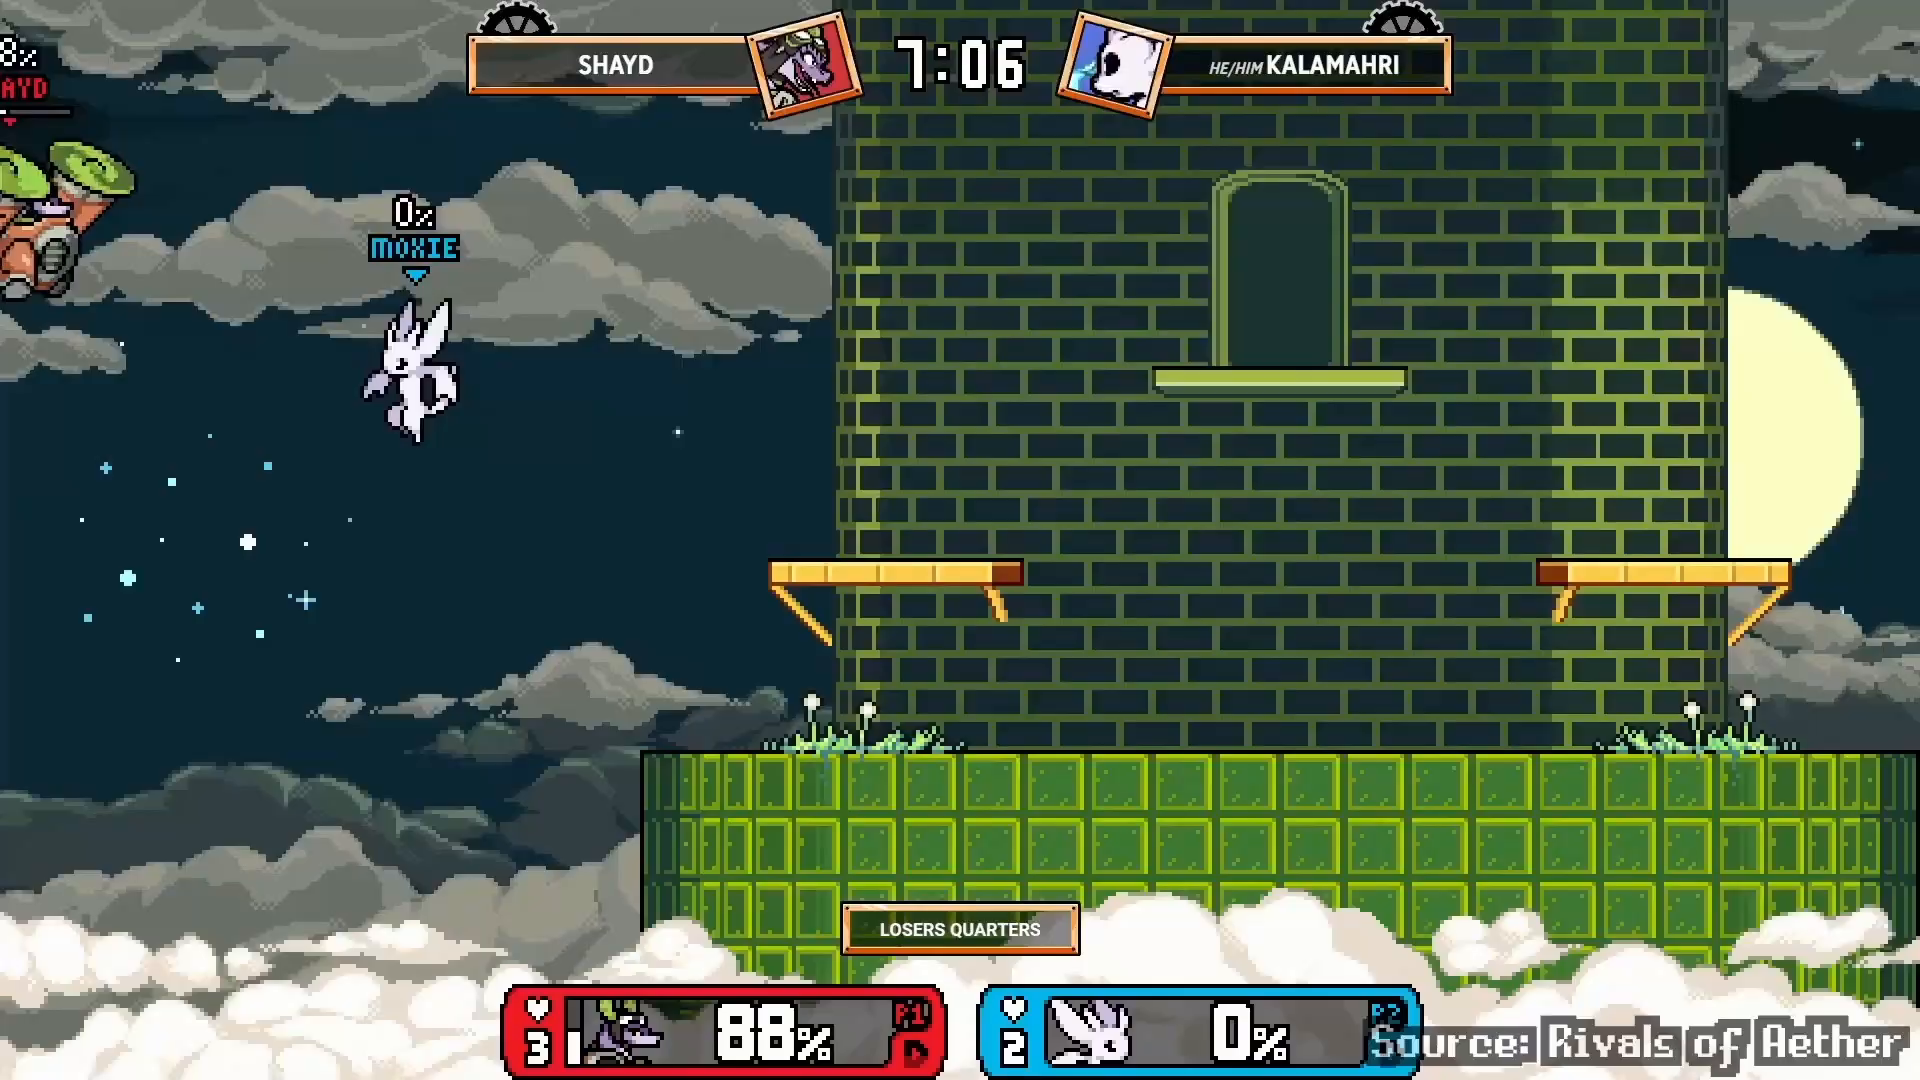 8%
AYD
SHAYD
7:06
HE/HIM KALAMAHRI
0%
MOXIE
LOSERS QUARTERS
3
88%
P1
D
2
0%
P2
Source: Rivals of Aether